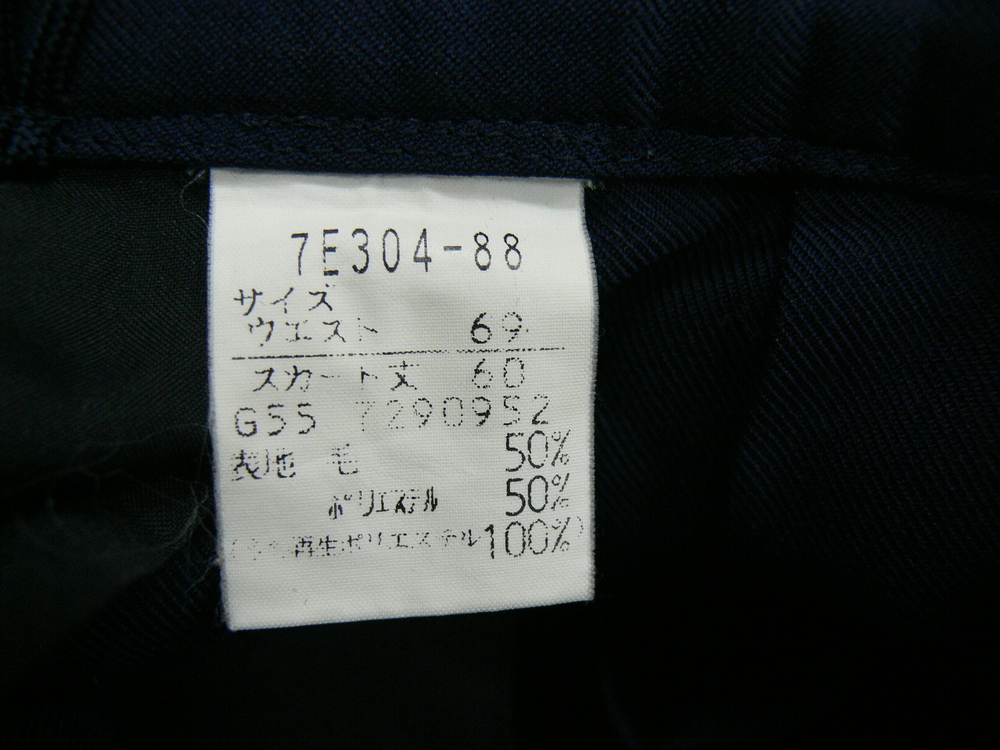 7E304-88
サイズ
ウエスト 69
スカート丈 60
G55 7290952
表地 毛 50%
ポリエステル 50%
(うち再生ポリエステル100%)